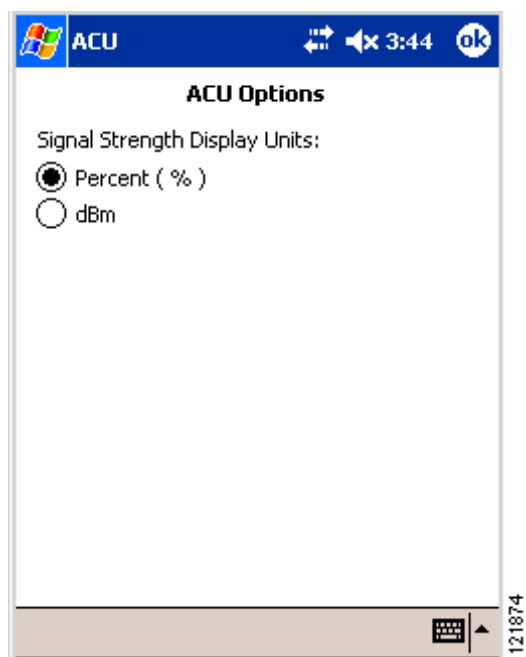 ACU 3:44 ok
ACU Options
Signal Strength Display Units:
Percent ( % )
dBm
121874